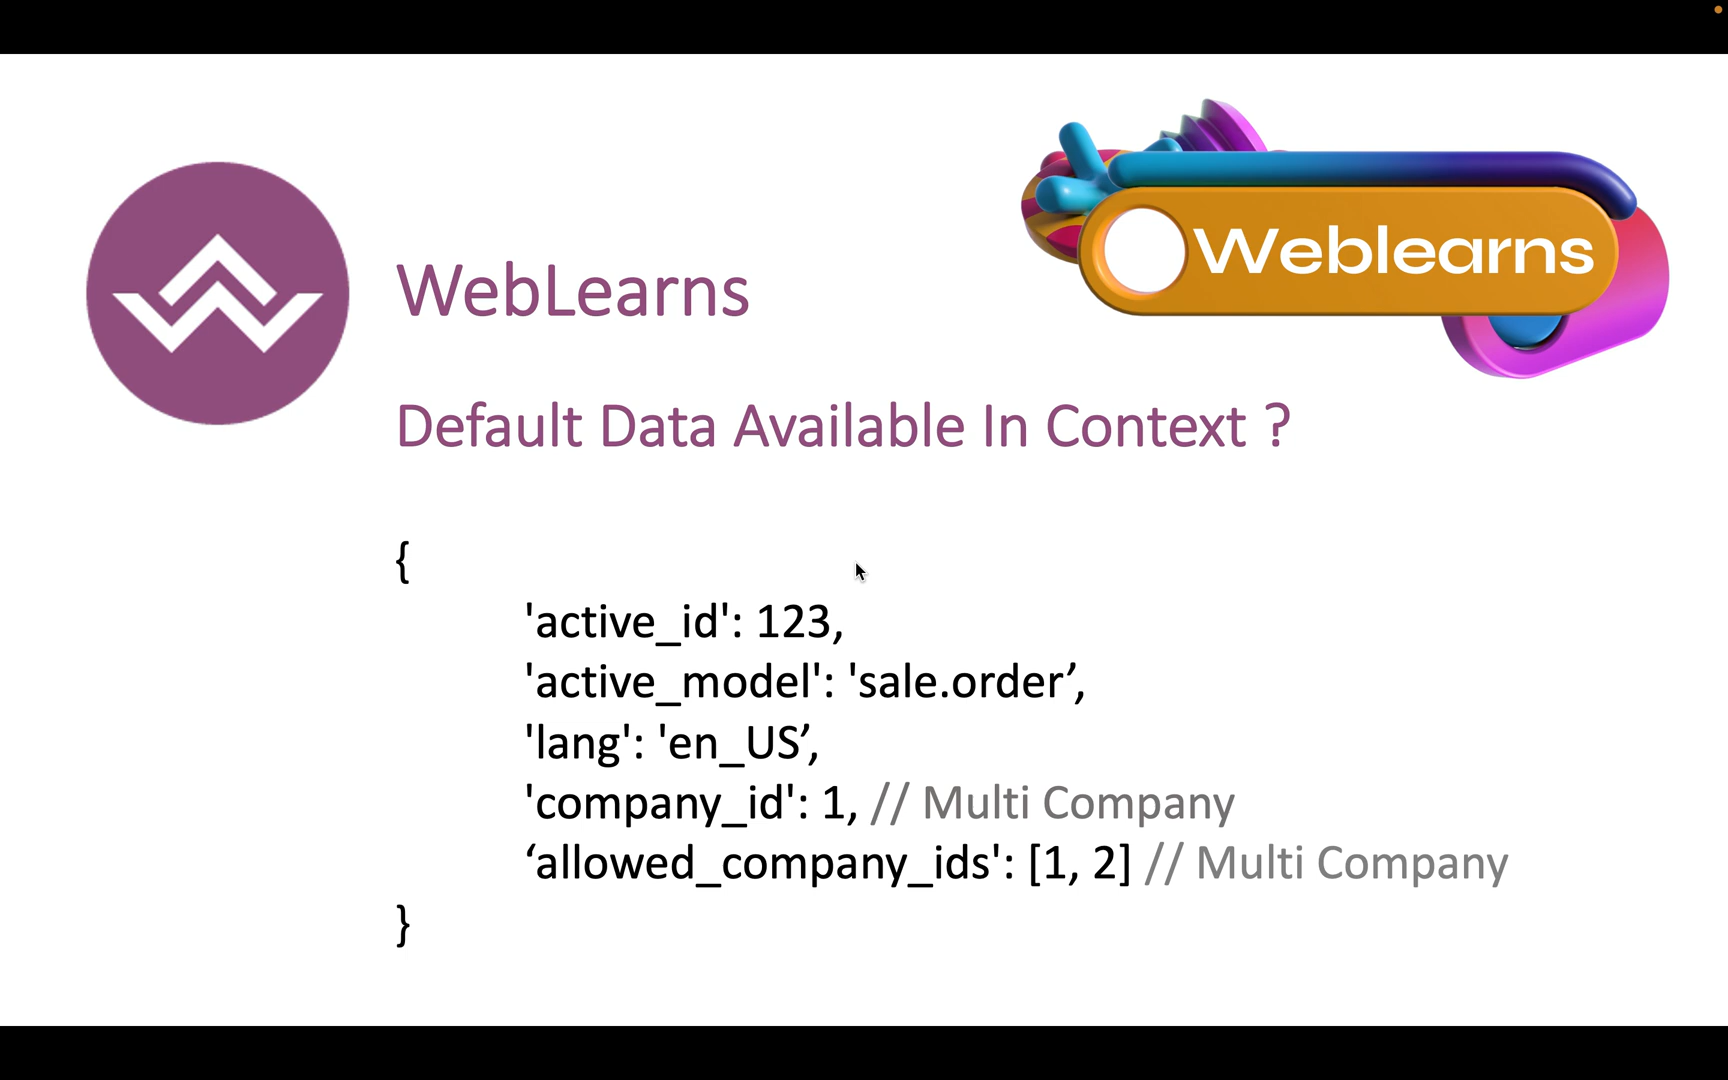 Weblearns
WebLearns
Default Data Available In Context ?
{
'active_id': 123,
'active_model': 'sale.order’,
'lang': 'en_US’,
'company_id': 1, // Multi Company
‘allowed_company_ids': [1, 2] // Multi Company
}